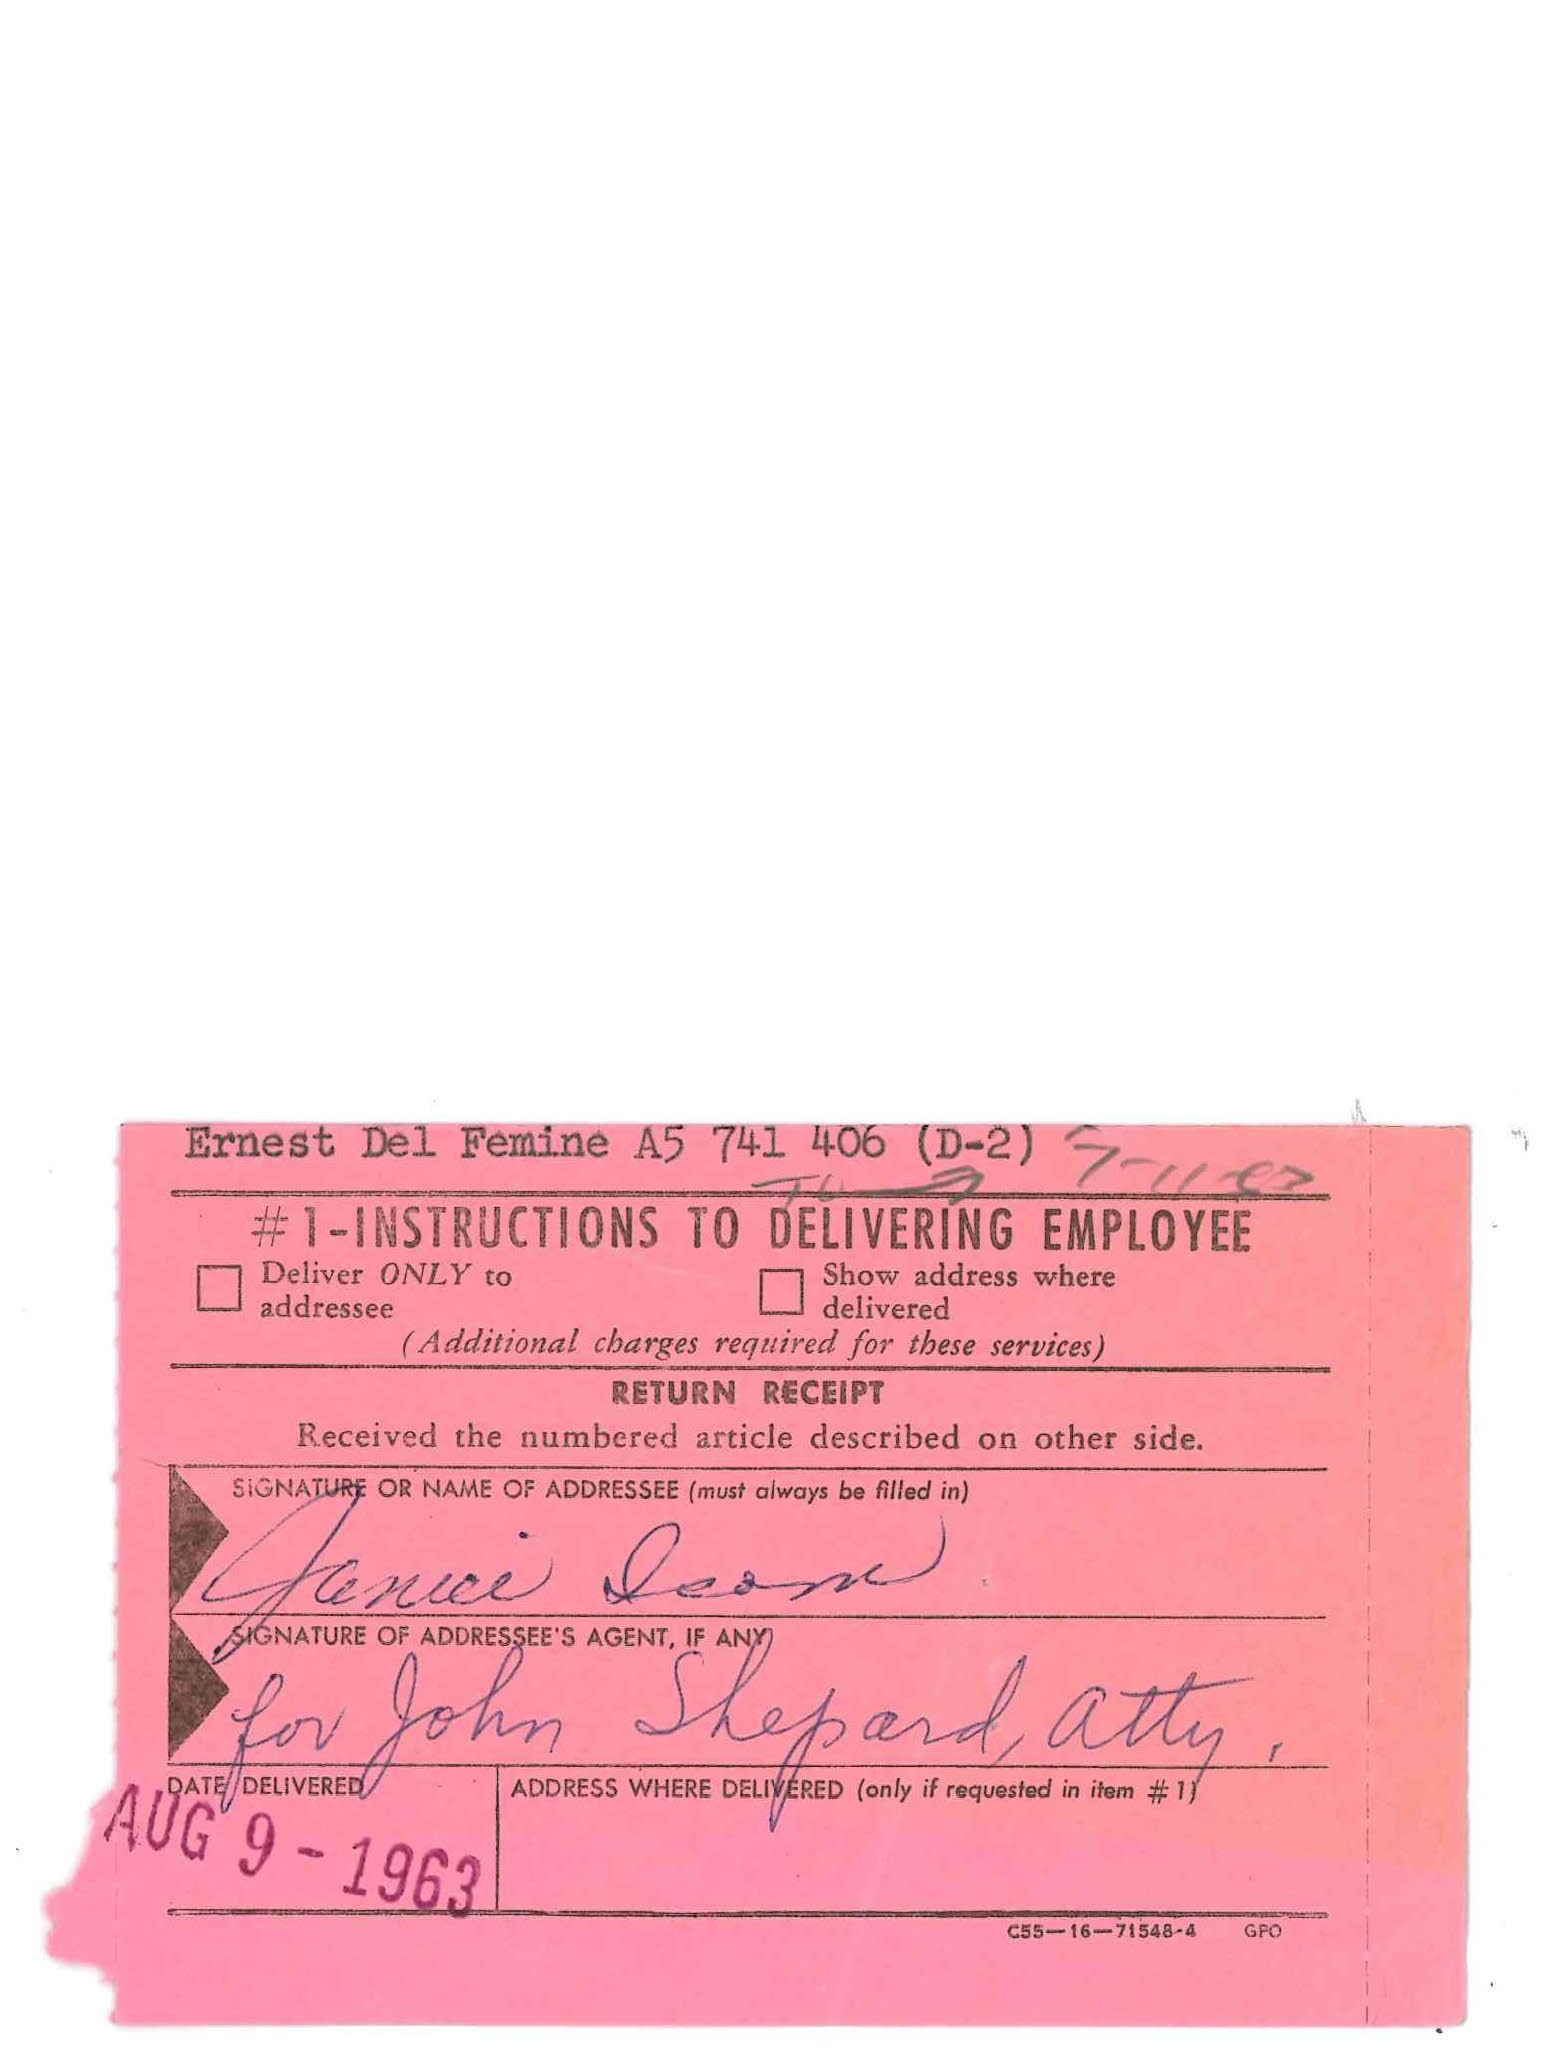 Ernest Del Femine A5 741 406 (D-2)
#1-INSTRUCTIONS TO DELIVERING EMPLOYEE
Deliver ONLY to addressee
Show address where delivered
(Additional charges required for these services)
RETURN RECEIPT
Received the numbered article described on other side.
SIGNATURE OR NAME OF ADDRESSEE (must always be filled in)
Janice Isom
SIGNATURE OF ADDRESSEE'S AGENT, IF ANY
for John Shepard, Atty.
DATE DELIVERED
ADDRESS WHERE DELIVERED (only if requested in item #1)
AUG 9 - 1963
C55—16—71548-4 GPO